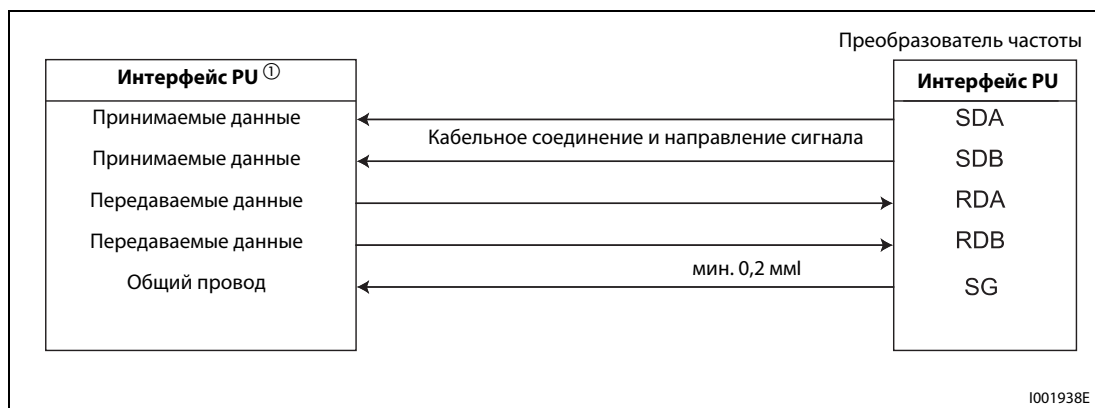 Преобразователь частоты
Интерфейс PU ①
Интерфейс PU
Принимаемые данные
SDA
Кабельное соединение и направление сигнала
Принимаемые данные
SDB
Передаваемые данные
RDA
Передаваемые данные
RDB
мин. 0,2 ммl
Общий провод
SG
I001938E